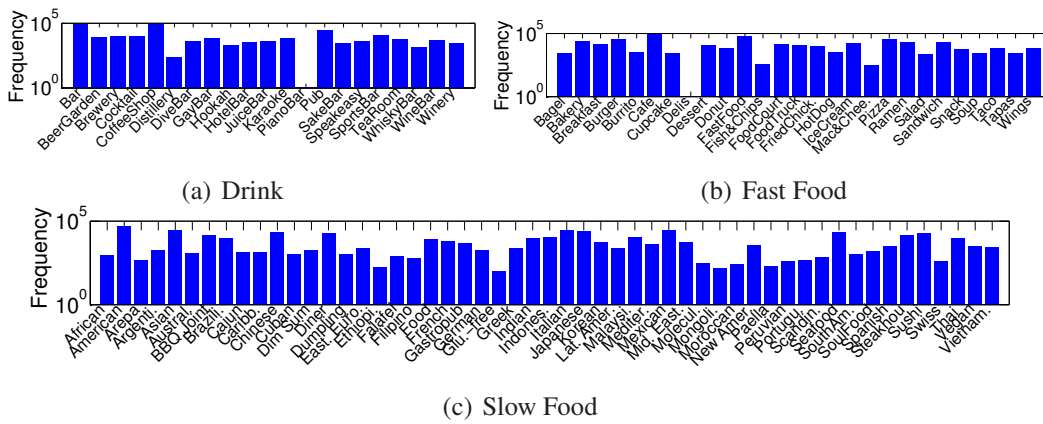 Frequency
10^5
10^0
Bar
BeerGarden
Brewery
Cocktail
CoffeeShop
Distillery
DiveBar
GayBar
Hookah
HotelBar
JuiceBar
Karaoke
PianoBar
Pub
SakeBar
Speakeasy
SportsBar
TeaRoom
WhiskyBar
WineBar
Winery
(a) Drink
Frequency
10^5
10^0
Bagel
Bakery
Breakfast
Burger
Burrito
Cafe
Cupcake
Delis
Dessert
Donut
FastFood
Fish&Chips
FoodCourt
FoodTruck
FriedChick.
HotDog
IceCream
Mac&Cheese
Pizza
Ramen
Salad
Sandwich
Snack
Soup
Taco
Tapas
Wings
(b) Fast Food
Frequency
10^5
10^0
African
American
Arepa
Argenti.
Asian
Austral.
BBQ Joint
Brazili.
Cajun
Caribb.
Chinese
Cuban
Dim Sum
Diner
Dumpling
East. Euro.
Ethiopi.
Falafel
Filipino
Food
French
Gastropub
German
Glu.-Free
Greek
Indian
Indones.
Italian
Japanese
Korean
Lat. Amer.
Malaysi.
Mediter.
Mexican
Mid. East.
Molecul.
Mongoli.
Moroccan
New Amer.
Paella
Peruvian
Portugu.
Scandin.
Seafood
South Am.
SoulFood
Spanish
Steakhou.
Sushi
Swiss
Thai
Vegan
Vietnam.
(c) Slow Food